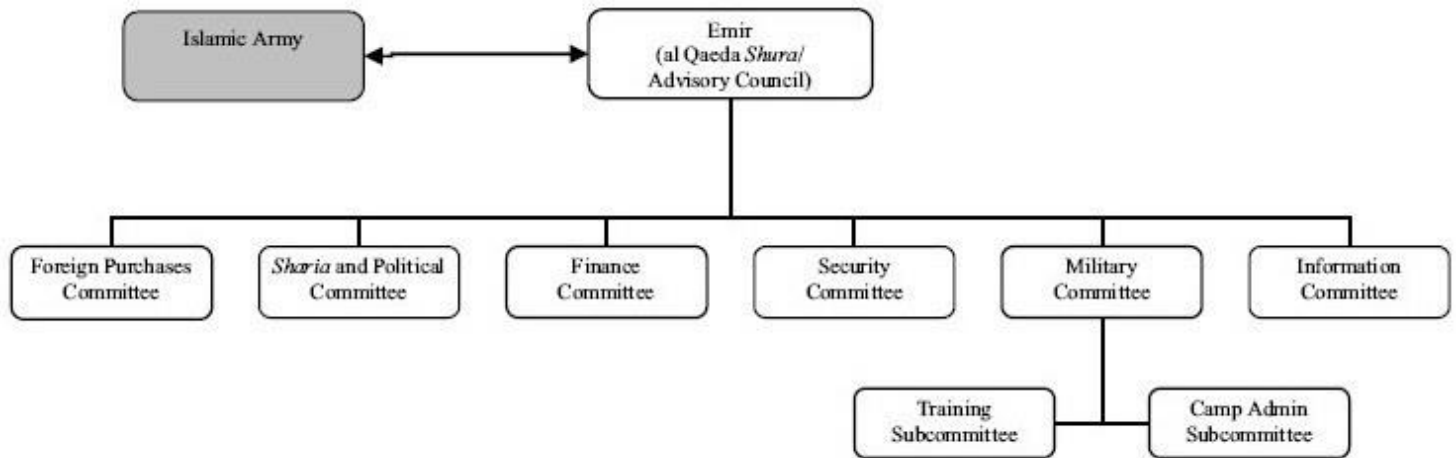 Islamic Army
Emir
(al Qaeda Shura/
Advisory Council)
Foreign Purchases
Committee
Sharia and Political
Committee
Finance
Committee
Security
Committee
Military
Committee
Information
Committee
Training
Subcommittee
Camp Admin
Subcommittee